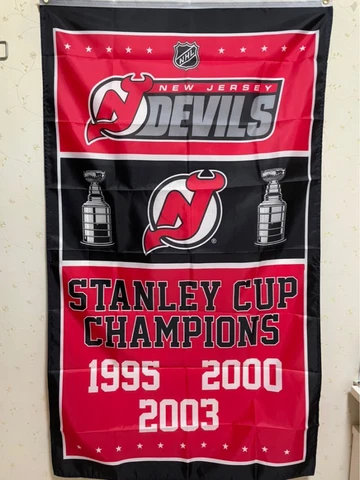 NHL
NEW JERSEY
DEVILS
STANLEY CUP
CHAMPIONS
1995 2000
2003